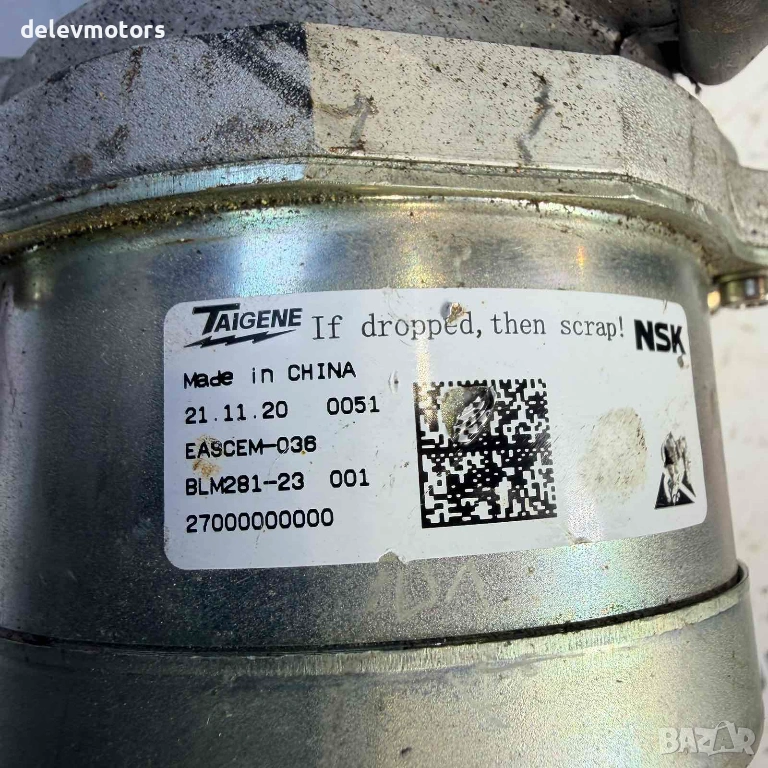 delevmotors
TAIGENE If dropped, then scrap! NSK
Made in CHINA
21.11.20 0051
EASCEM-036
BLM281-23 001
27000000000
BAZAR